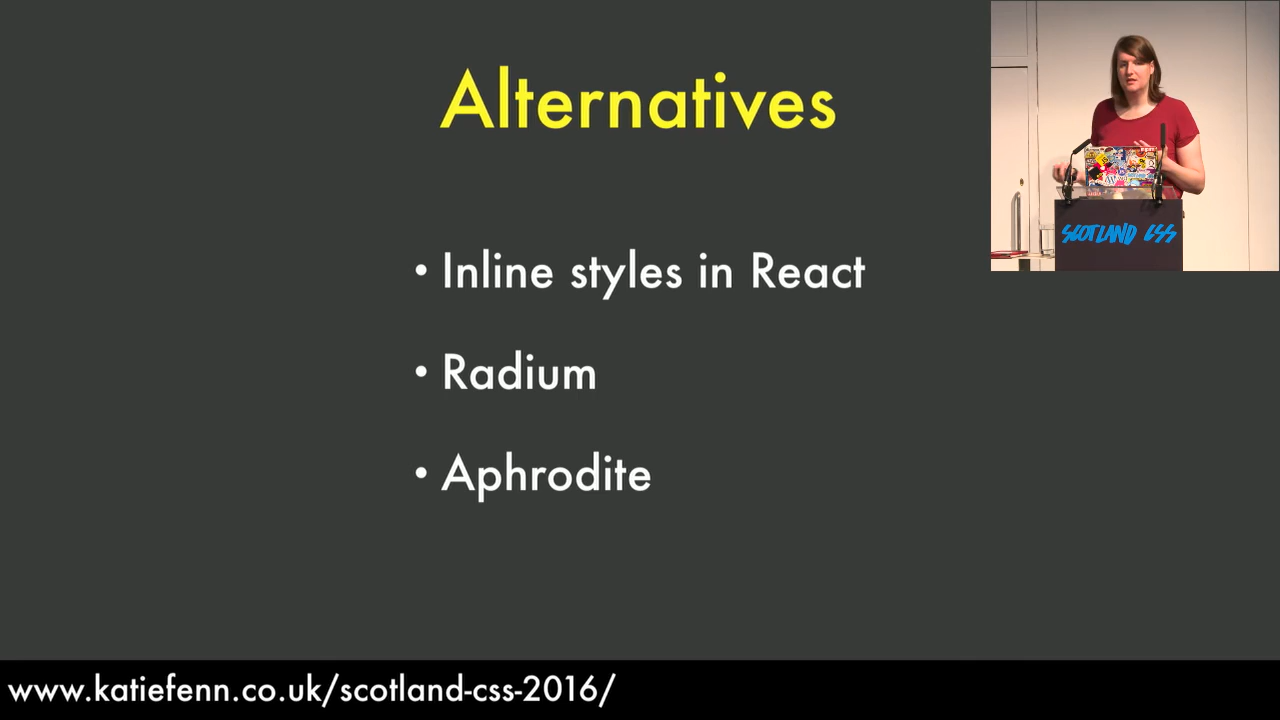 Alternatives
• Inline styles in React
• Radium
• Aphrodite
SCOTLAND CSS
www.katiefenn.co.uk/scotland-css-2016/